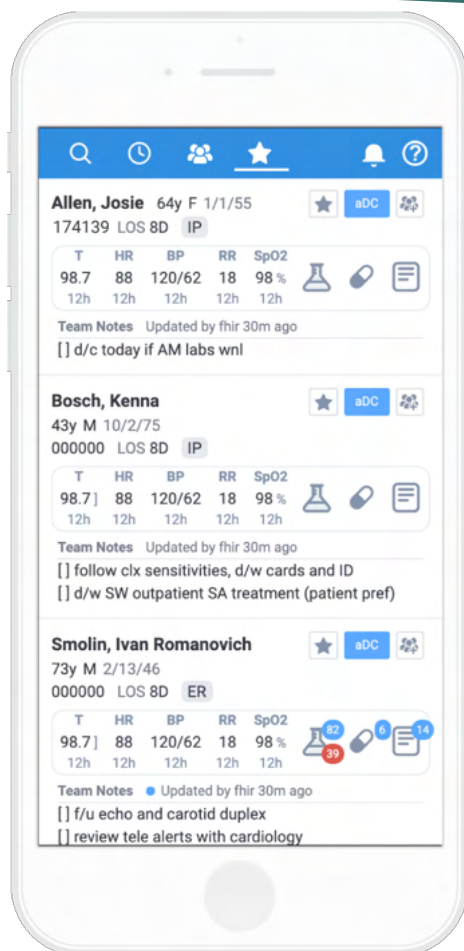 Allen, Josie 64y F 1/1/55
aDC
174139 LOS 8D IP
T HR BP RR SpO2
98.7 88 120/62 18 98 %
12h 12h 12h 12h 12h
Team Notes Updated by fhir 30m ago
[ ] d/c today if AM labs wnl
Bosch, Kenna
aDC
43y M 10/2/75
000000 LOS 8D IP
T HR BP RR SpO2
98.7] 88 120/62 18 98 %
12h 12h 12h 12h 12h
Team Notes Updated by fhir 30m ago
[ ] follow clx sensitivities, d/w cards and ID
[ ] d/w SW outpatient SA treatment (patient pref)
Smolin, Ivan Romanovich
aDC
73y M 2/13/46
000000 LOS 8D ER
T HR BP RR SpO2
98.7] 88 120/62 18 98 % 82 39 6 14
12h 12h 12h 12h 12h
Team Notes Updated by fhir 30m ago
[ ] f/u echo and carotid duplex
[ ] review tele alerts with cardiology